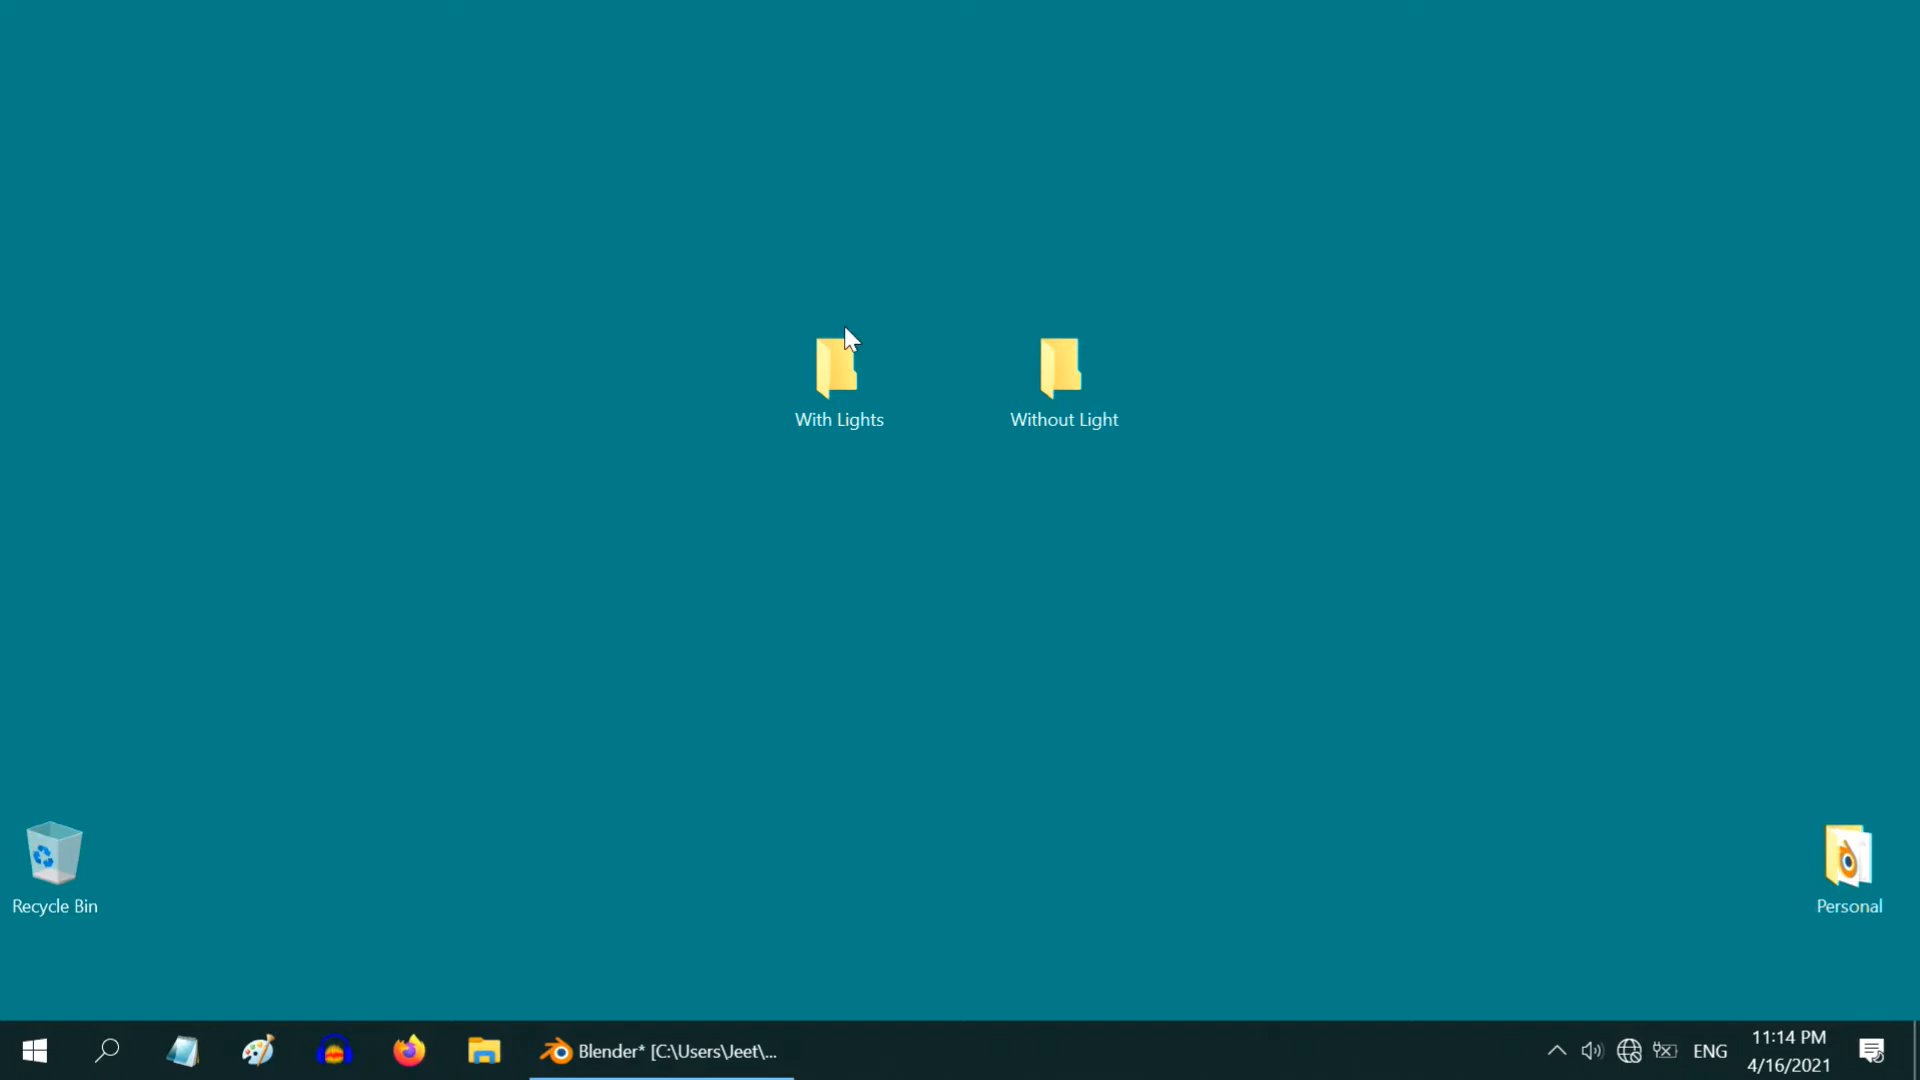 With Lights
Without Light
Recycle Bin
Personal
Blender* [C:\Users\Jeet\...
ENG
11:14 PM
4/16/2021